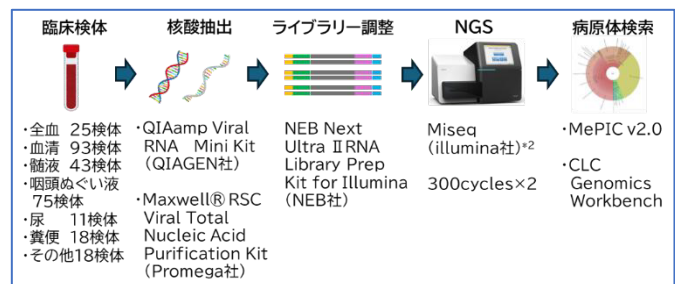 臨床検体
核酸抽出
ライブラリー調整
NGS
病原体検索
・全血 25検体
・血清 93検体
・髄液 43検体
・咽頭ぬぐい液
75検体
・尿 11検体
・糞便 18検体
・その他18検体
・QIAamp Viral
RNA Mini Kit
(QIAGEN社)
・Maxwell® RSC
Viral Total
Nucleic Acid
Purification Kit
(Promega社)
NEB Next
Ultra ⅡRNA
Library Prep
Kit for Illumina
(NEB社)
Miseq
(illumina社)*2
300cycles×2
・MePIC v2.0
・CLC
Genomics
Workbench